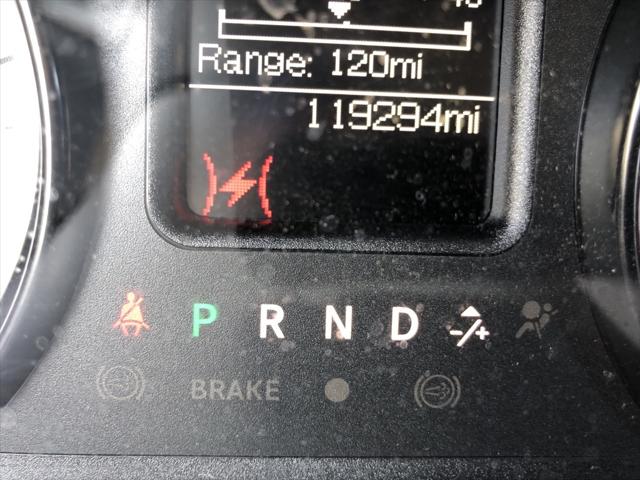 Range: 120mi
119294mi
P R N D -/+
BRAKE